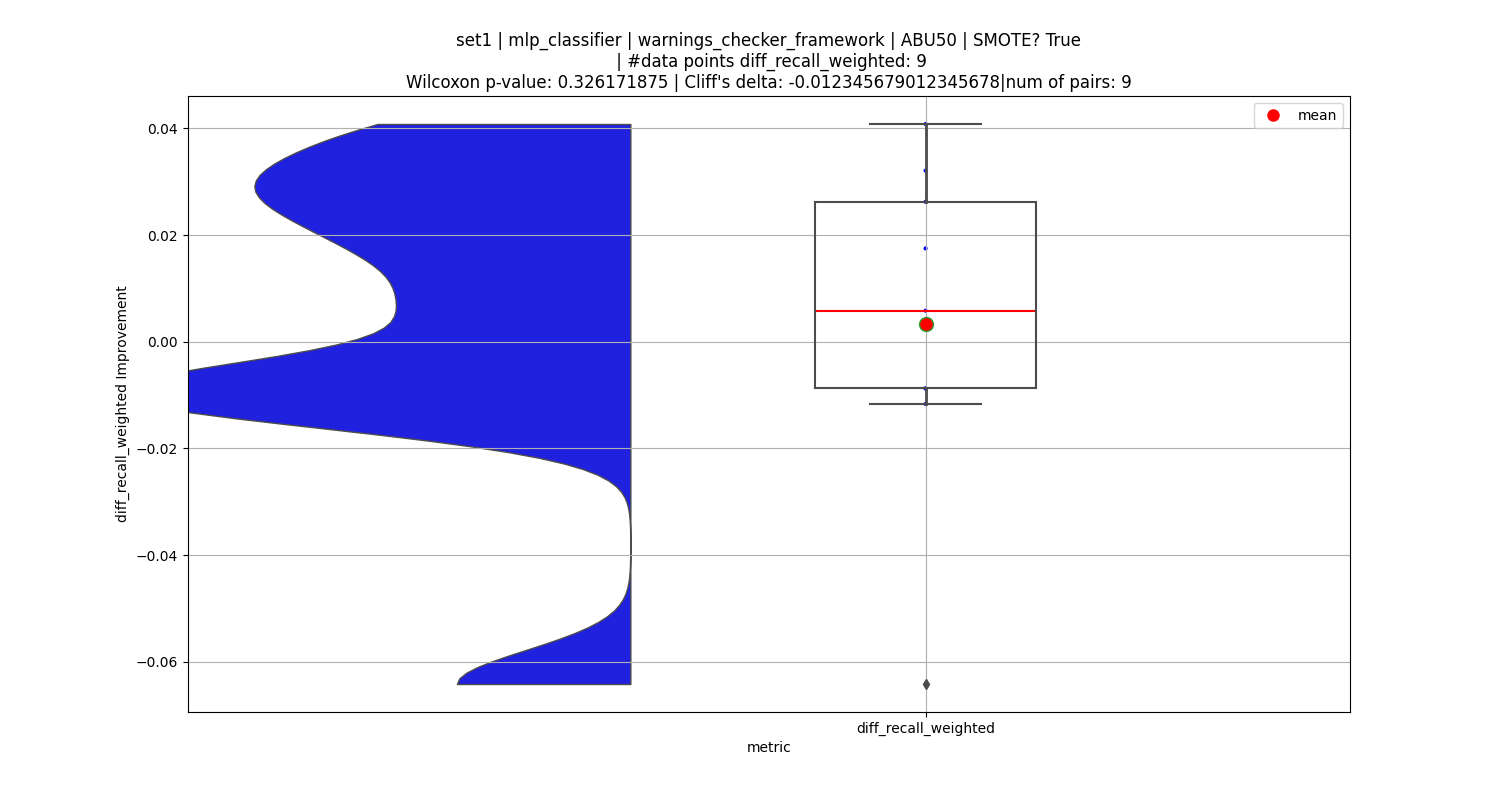 set1 | mlp_classifier | warnings_checker_framework | ABU50 | SMOTE? True
| #data points diff_recall_weighted: 9
Wilcoxon p-value: 0.326171875 | Cliff's delta: -0.012345679012345678|num of pairs: 9
mean
0.04
0.02
0.00
−0.02
−0.04
−0.06
diff_recall_weighted Improvement
diff_recall_weighted
metric